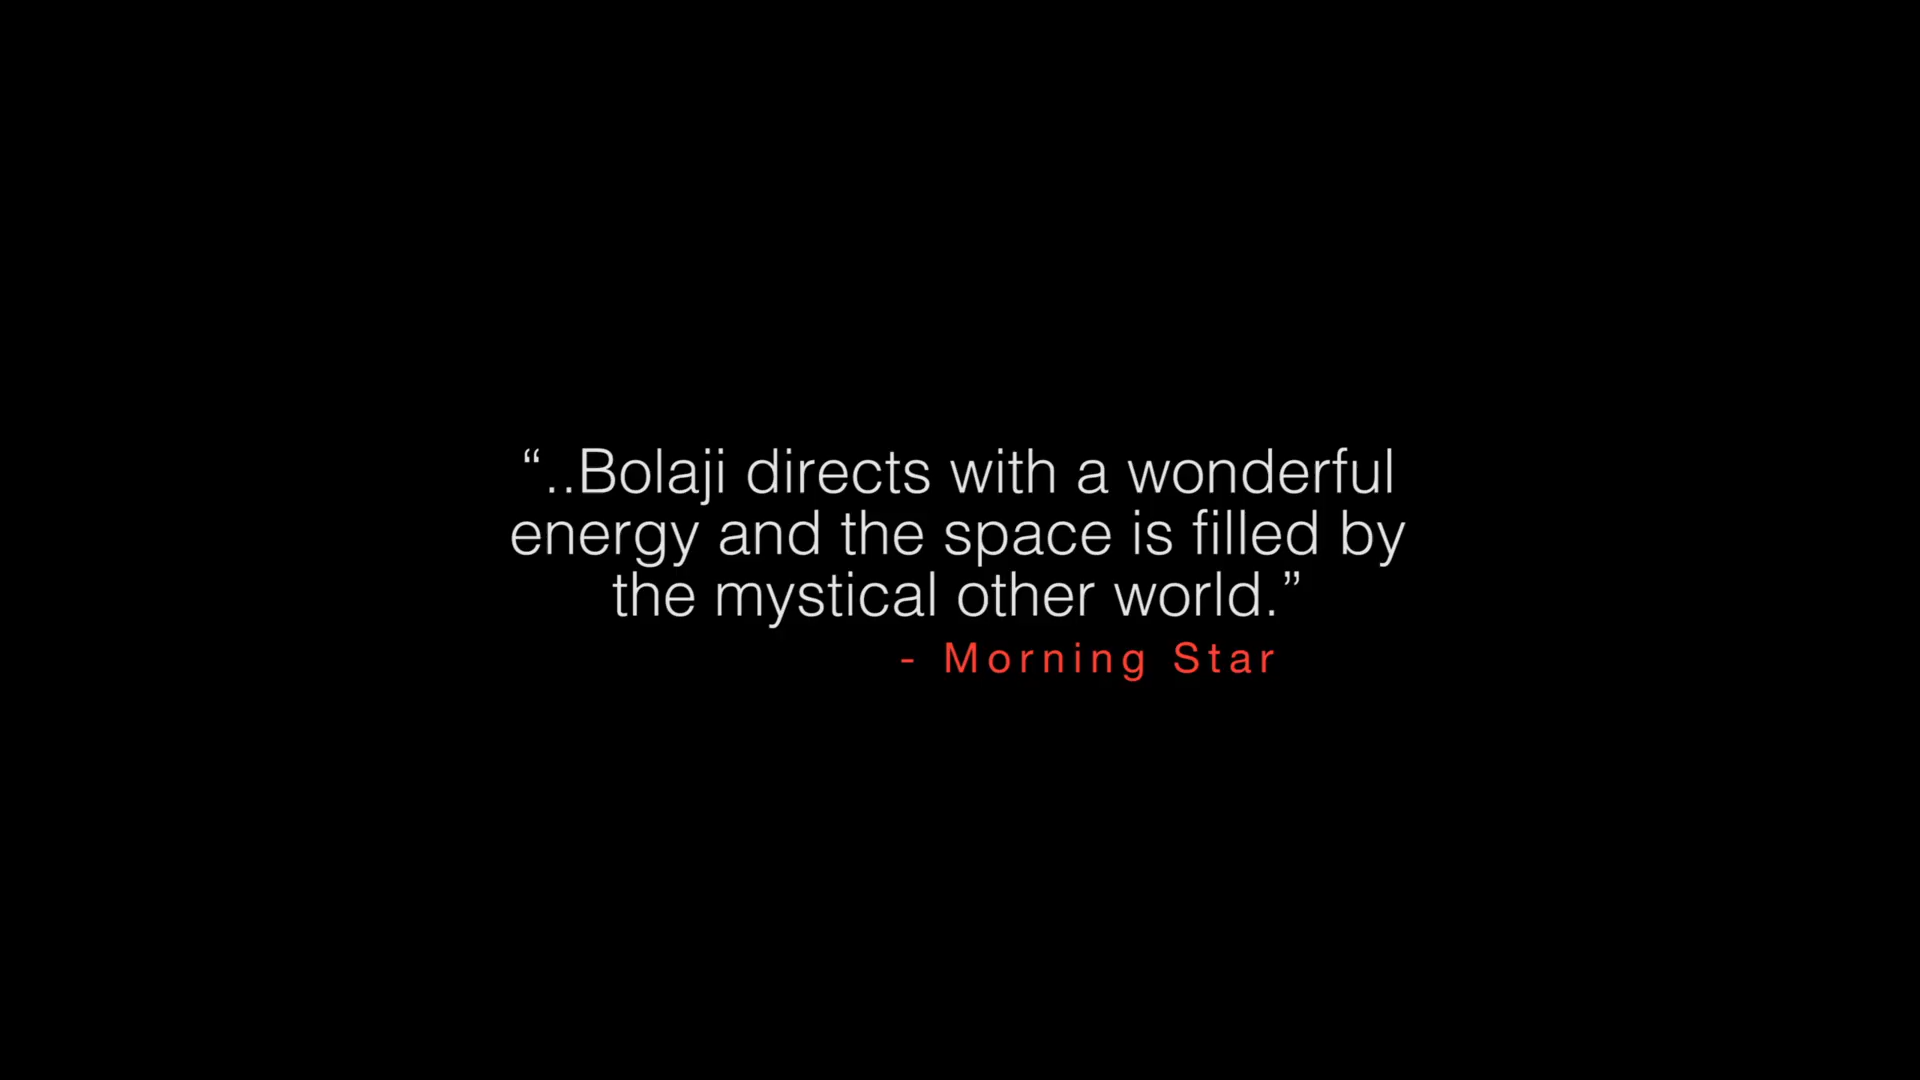 “..Bolaji directs with a wonderful
energy and the space is filled by
the mystical other world.”
- Morning Star